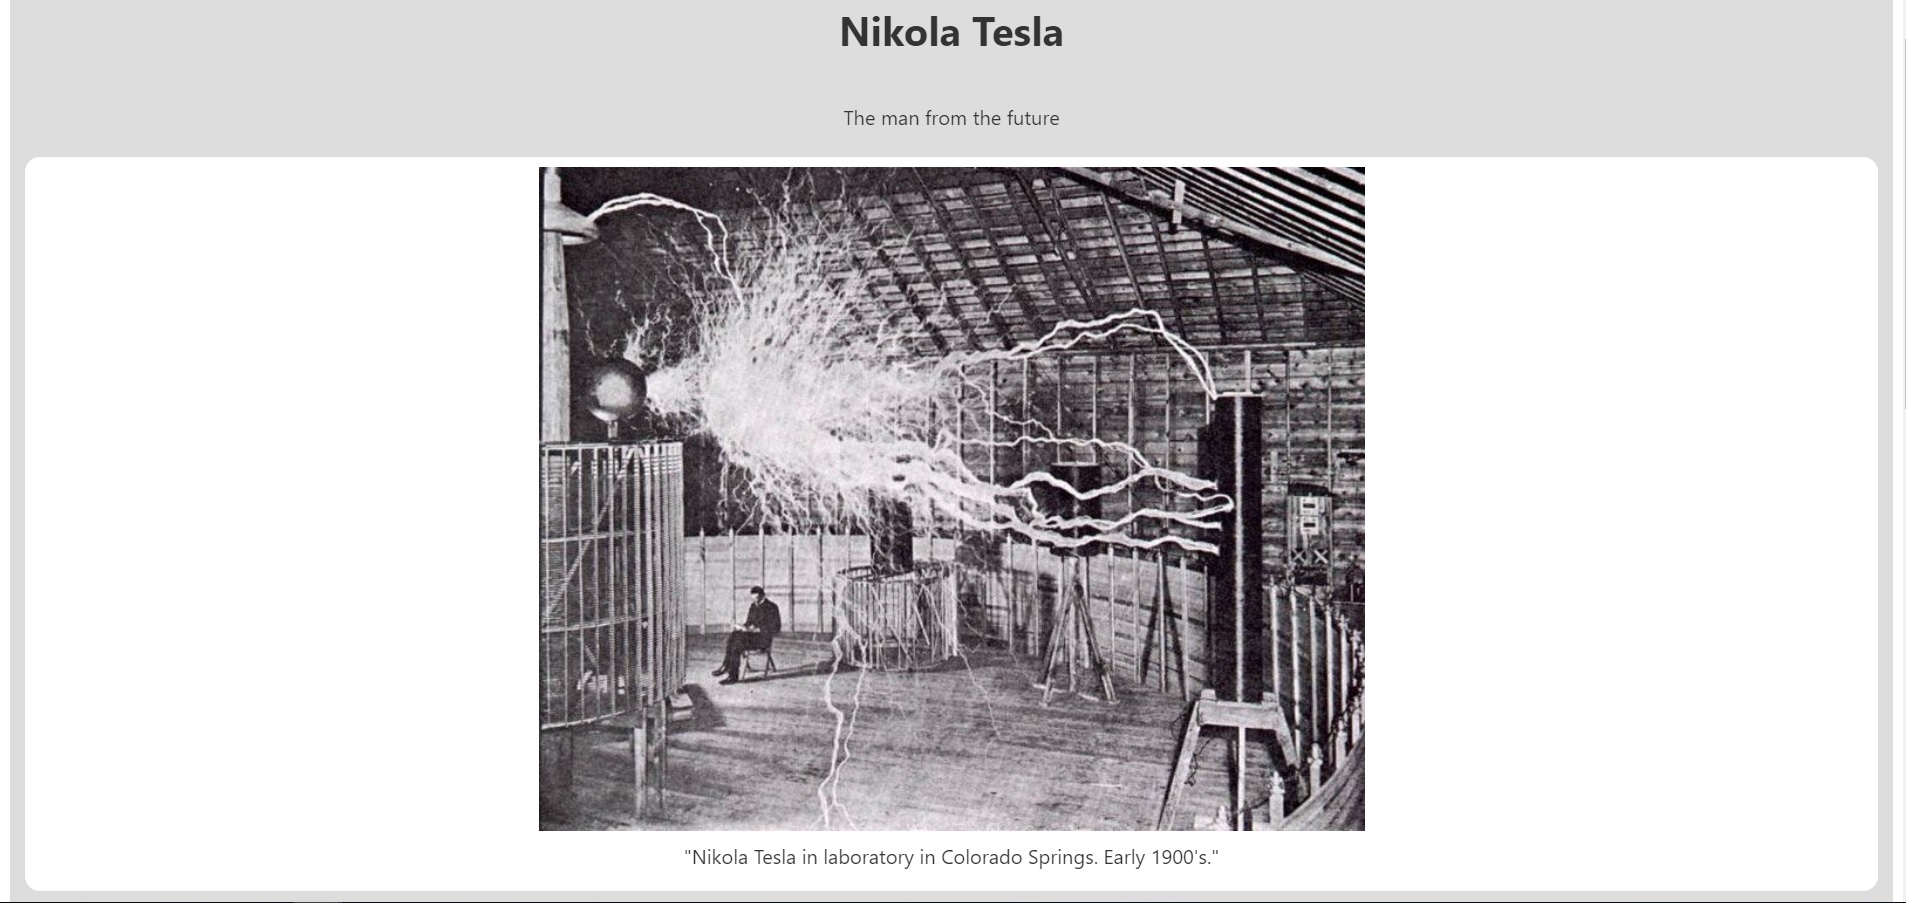 Nikola Tesla
The man from the future
"Nikola Tesla in laboratory in Colorado Springs. Early 1900's."